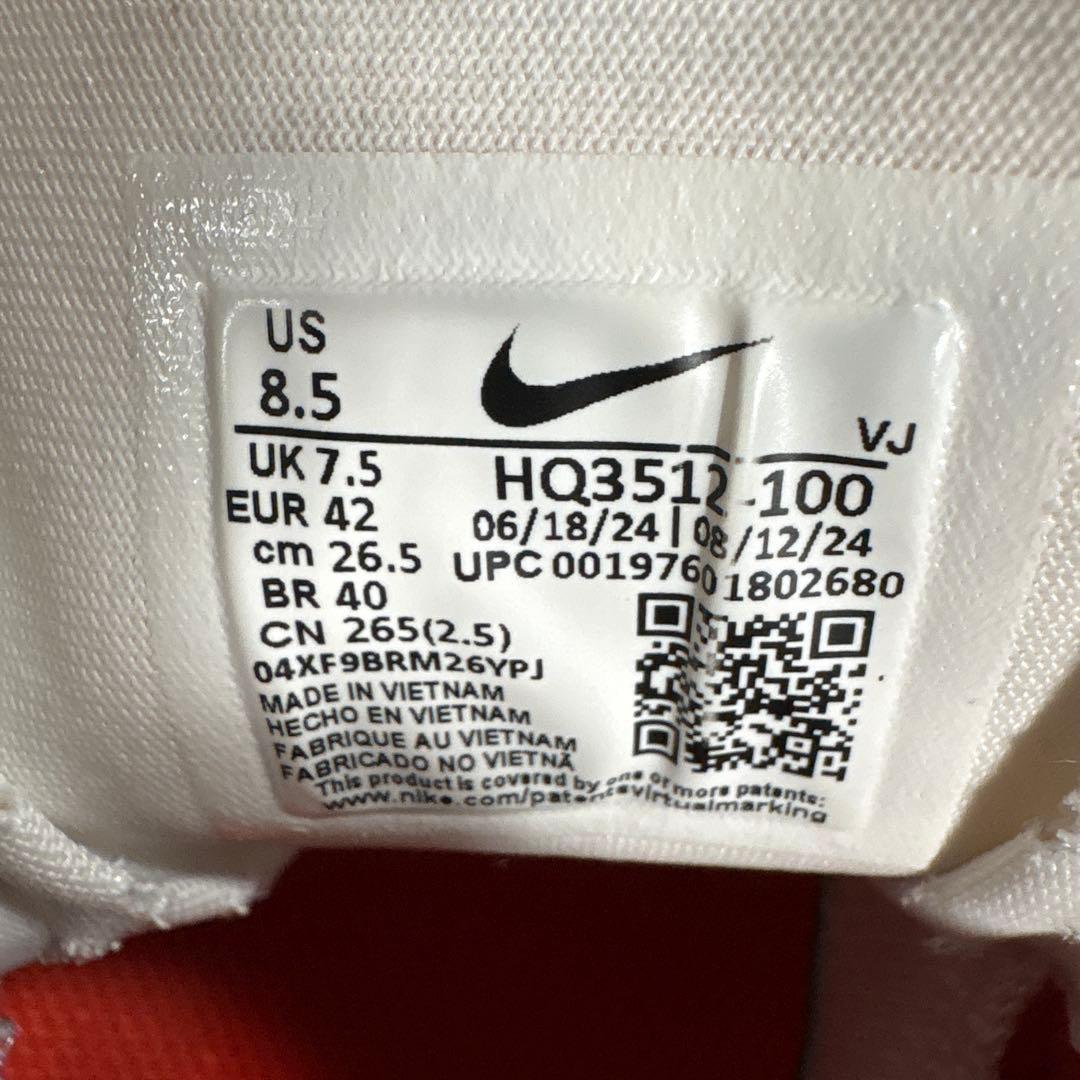 US
8.5
VJ
UK 7.5
HQ3512-100
EUR 42
06/18/24 | 08/12/24
cm 26.5
UPC 00197601802680
BR 40
CN 265(2.5)
04XF9BRM26YPJ
MADE IN VIETNAM
HECHO EN VIETNAM
FABRIQUE AU VIETNAM
FABRICADO NO VIETNÃ
This product is covered by one or more patents:
www.nike.com/patentsvirtualmarking